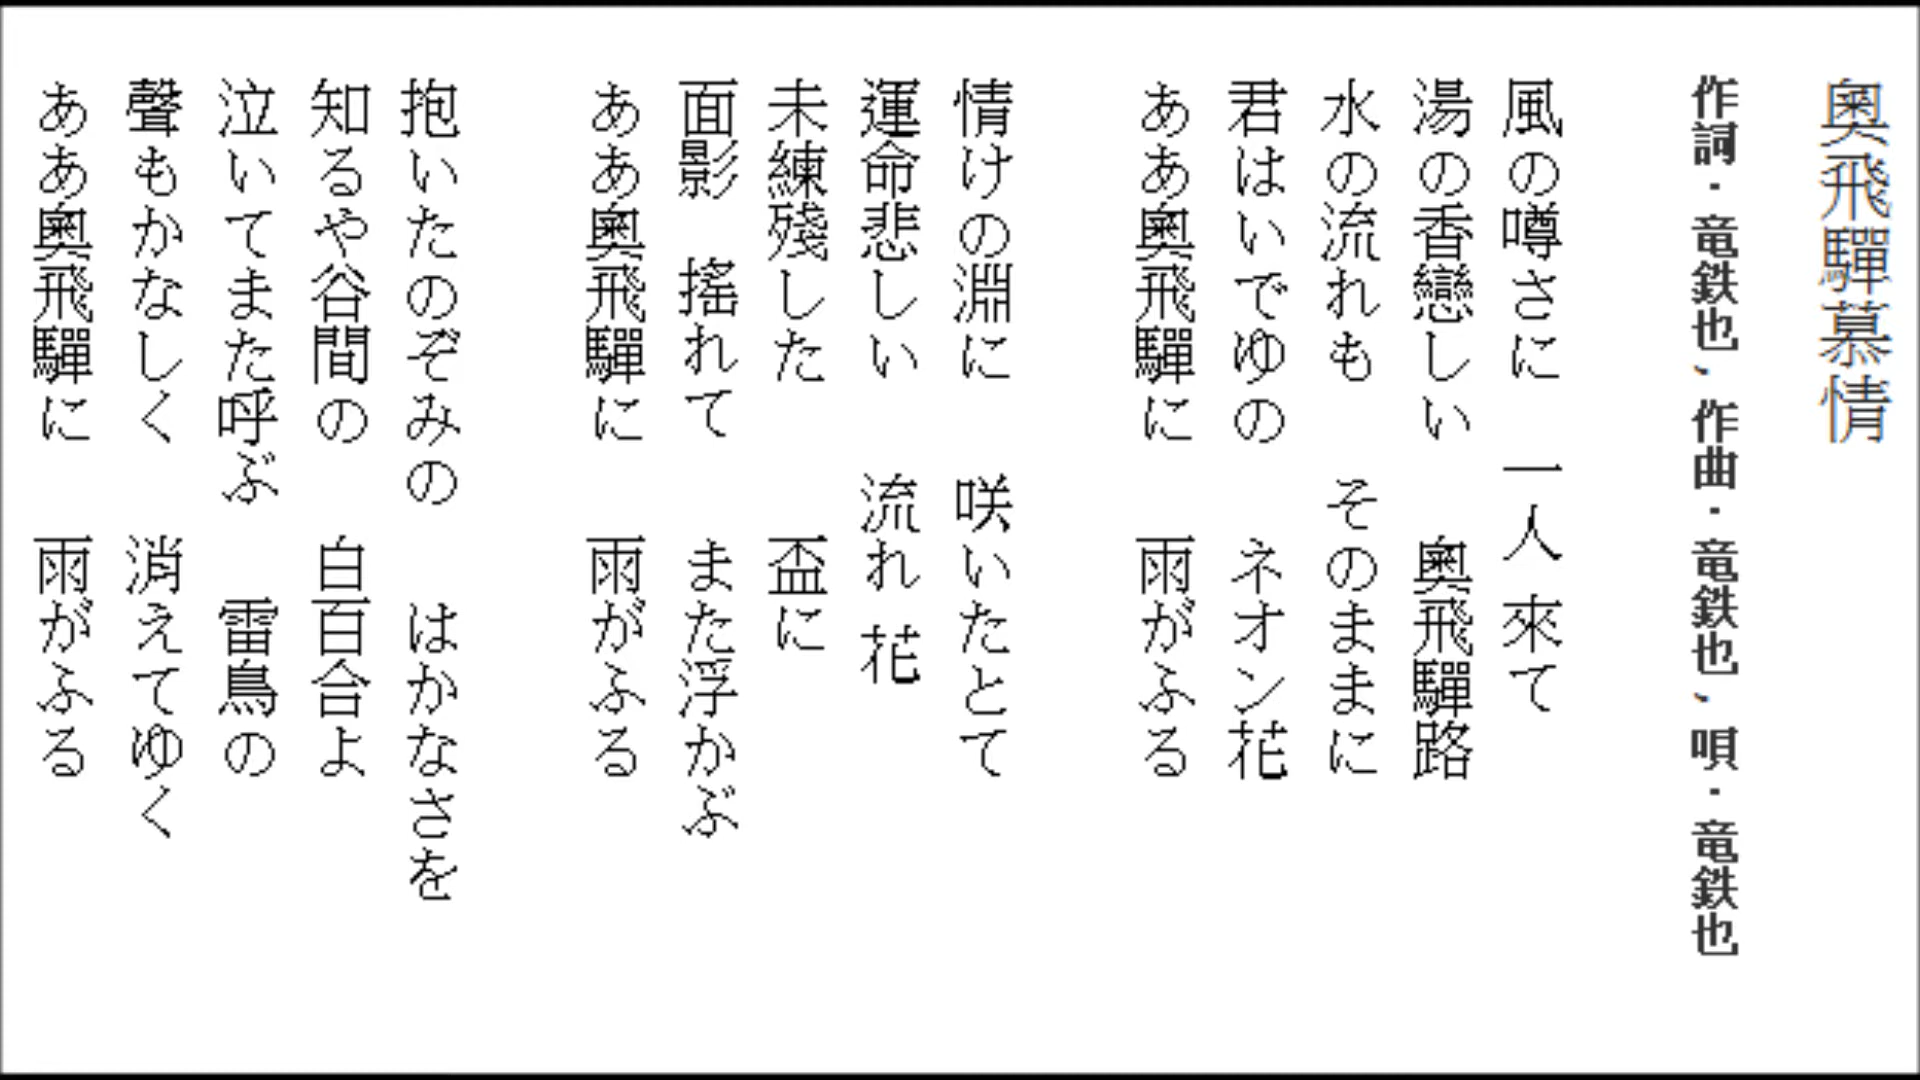 奥飛驒慕情
作詞・竜鉄也、作曲・竜鉄也、唄・竜鉄也
風の噂さに　一人 來て
湯の香戀しい　奥飛驒路
水の流れも　そのままに
君はいでゆの　ネオン花
ああ奥飛驒に　雨がふる
情けの淵に　咲いたとて
運命悲しい　流れ 花
未練殘した　盃に
面影　搖れて　また浮かぶ
ああ奥飛驒に　雨がふる
抱いたのぞみの　はかなさを
知るや谷間の　白百合よ
泣いてまた呼ぶ　雷鳥の
聲もかなしく　消えてゆく
ああ奥飛驒に　雨がふる